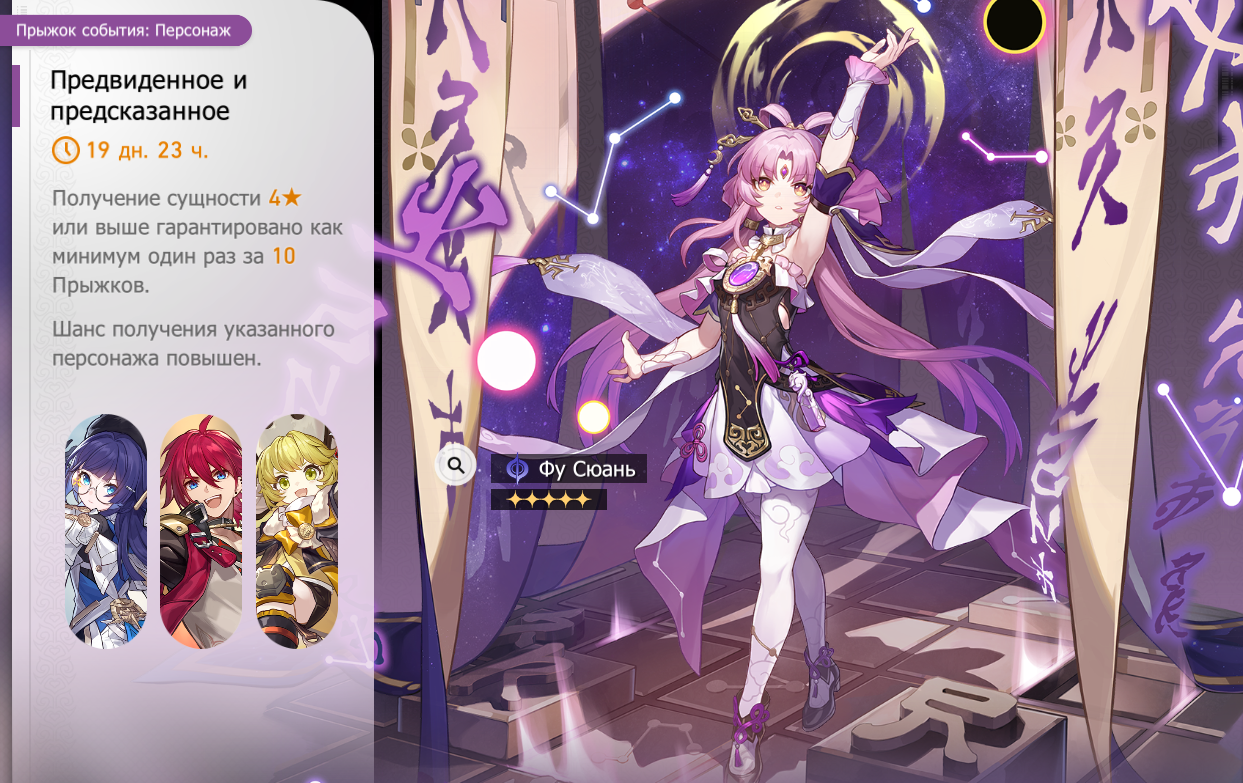 Прыжок события: Персонаж
Предвиденное и
предсказанное
19 дн. 23 ч.
Получение сущности 4★
или выше гарантировано как
минимум один раз за 10
Прыжков.
Шанс получения указанного
персонажа повышен.
Фу Сюань